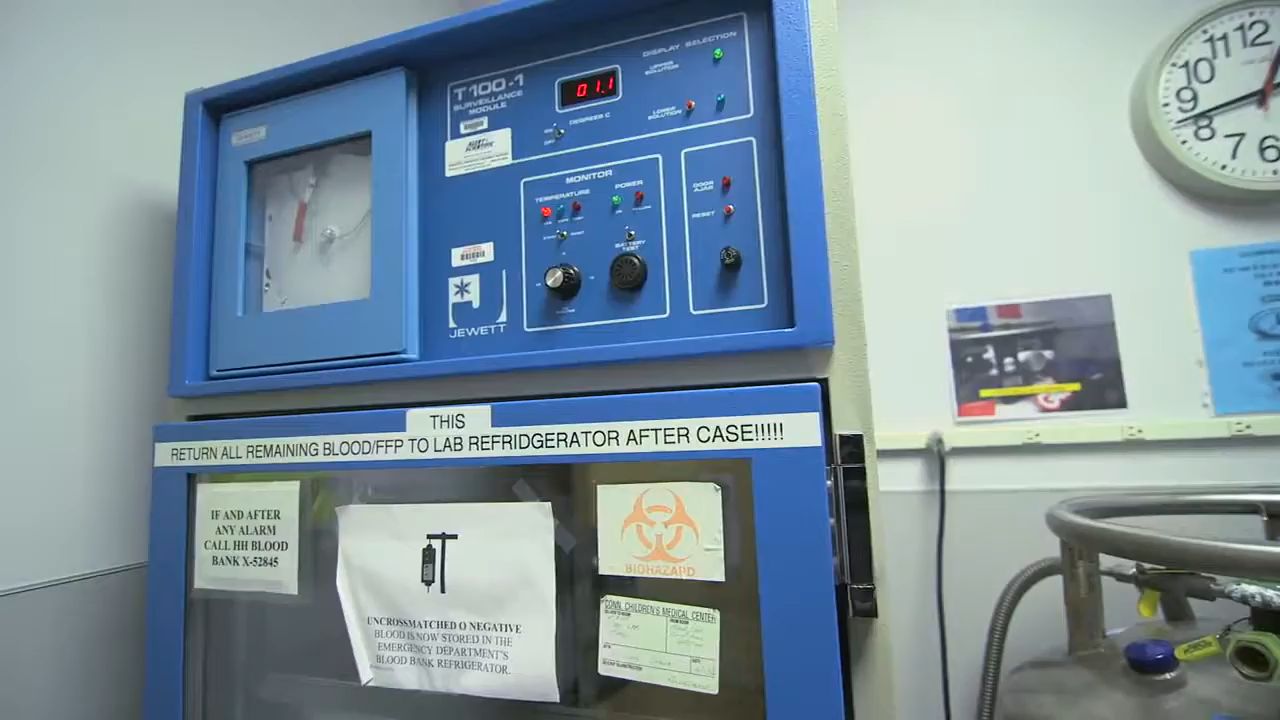 T100-1
SURVEILLANCE
MODULE
01.1
DEGREES C
DISPLAY SELECTION
UPPER
SOLUTION
LOWER
SOLUTION
MONITOR
TEMPERATURE
POWER
BATTERY
TEST
DOOR
AJAR
RESET
JEWETT
THIS
RETURN ALL REMAINING BLOOD/FFP TO LAB REFRIDGERATOR AFTER CASE!!!!!
IF AND AFTER
ANY ALARM
CALL HH BLOOD
BANK X-52845
UNCROSSMATCHED O NEGATIVE
BLOOD IS NOW STORED IN THE
EMERGENCY DEPARTMENT'S
BLOOD BANK REFRIGERATOR.
BIOHAZARD
CONN. CHILDREN'S MEDICAL CENTER
11 12
10
9
8
7 6